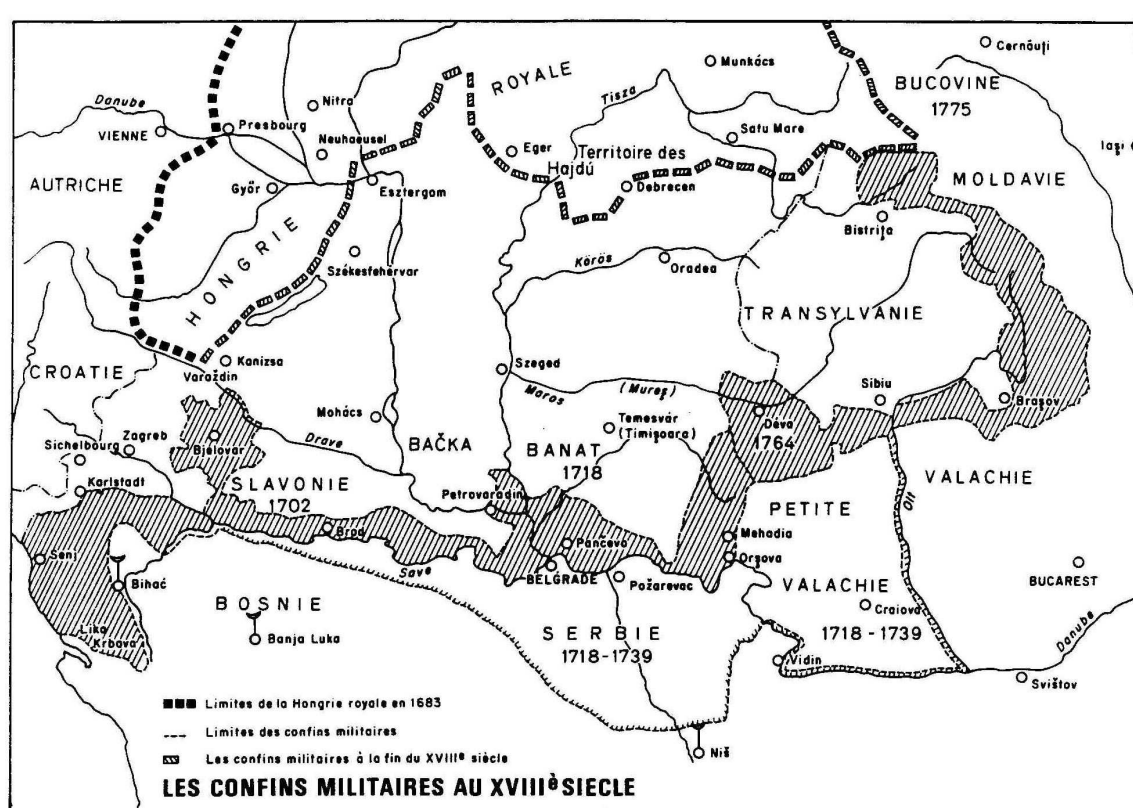 Cernăuți
ROYALE
Munkács
BUCOVINE
1775
Danube
Nitra
Tisza
VIENNE
Presbourg
Neuhaeusel
Satu Mare
Iași
Eger
Territoire des
Hajdú
AUTRICHE
Győr
Esztergom
Debrecen
MOLDAVIE
Bistrița
HONGRIE
Székesfehérvar
Körös
Oradea
TRANSYLVANIE
Kanizsa
Varaždin
Szeged
CROATIE
Maros
(Mureș)
Sibiu
Brașov
Mohács
Temesvár
(Timișoara)
Déva
1764
Sichelbourg
Zagreb
Bjelovar
Drave
BAČKA
BANAT
1718
VALACHIE
Karlstadt
SLAVONIE
1702
Petrovaradin
PETITE
Olt
Brod
Mehadia
Senj
Pančevo
Orșova
Save
BELGRADE
Požarevac
VALACHIE
BUCAREST
Bihać
BOSNIE
Craiova
Lika
Krbava
Banja Luka
SERBIE
1718-1739
1718-1739
Danube
Vidin
Svištov
Limites de la Hongrie royale en 1683
Limites des confins militaires
Niš
Les confins militaires à la fin du XVIIIe siècle
LES CONFINS MILITAIRES AU XVIIIè SIECLE